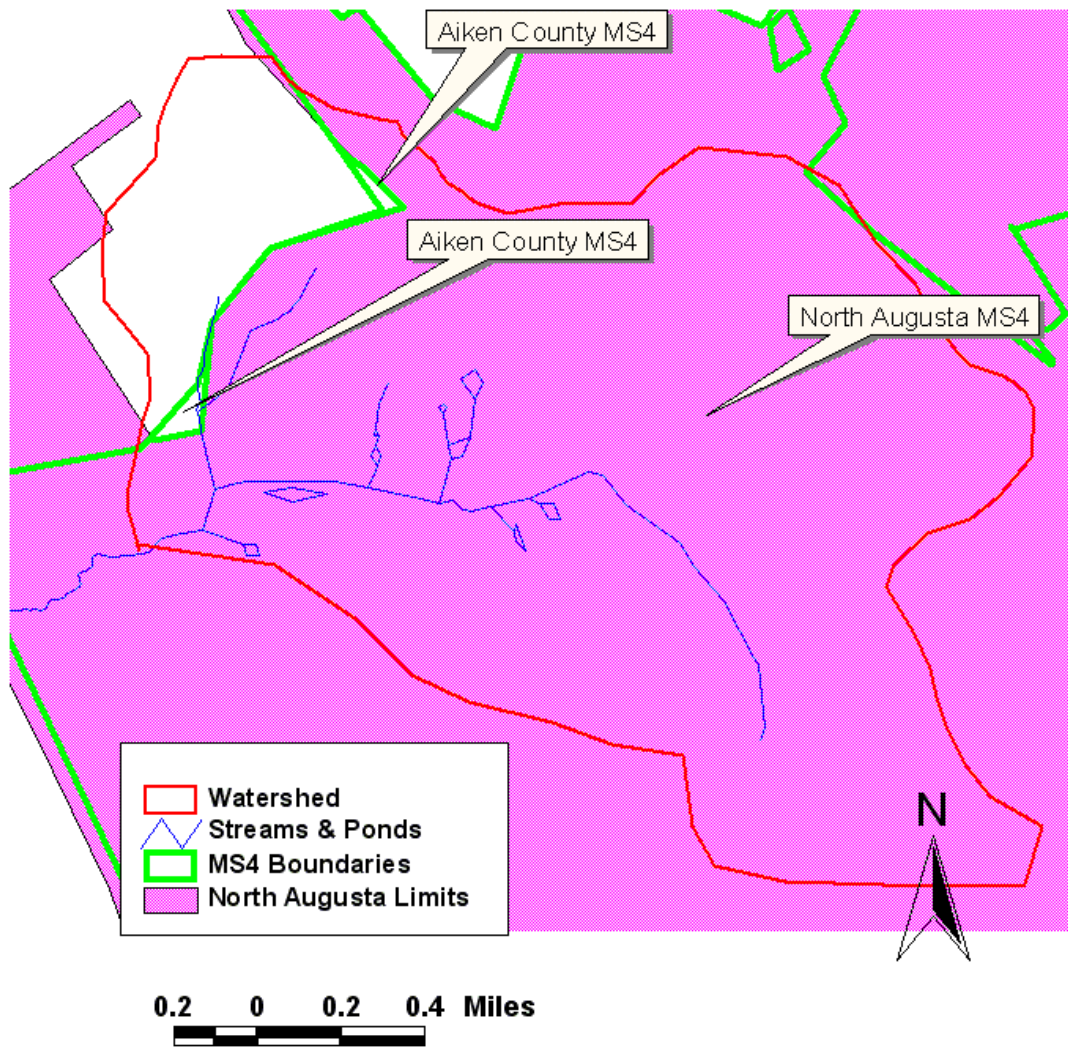 Aiken County MS4
Aiken County MS4
North Augusta MS4
Watershed
Streams & Ponds
MS4 Boundaries
North Augusta Limits
N
0.2 0 0.2 0.4 Miles